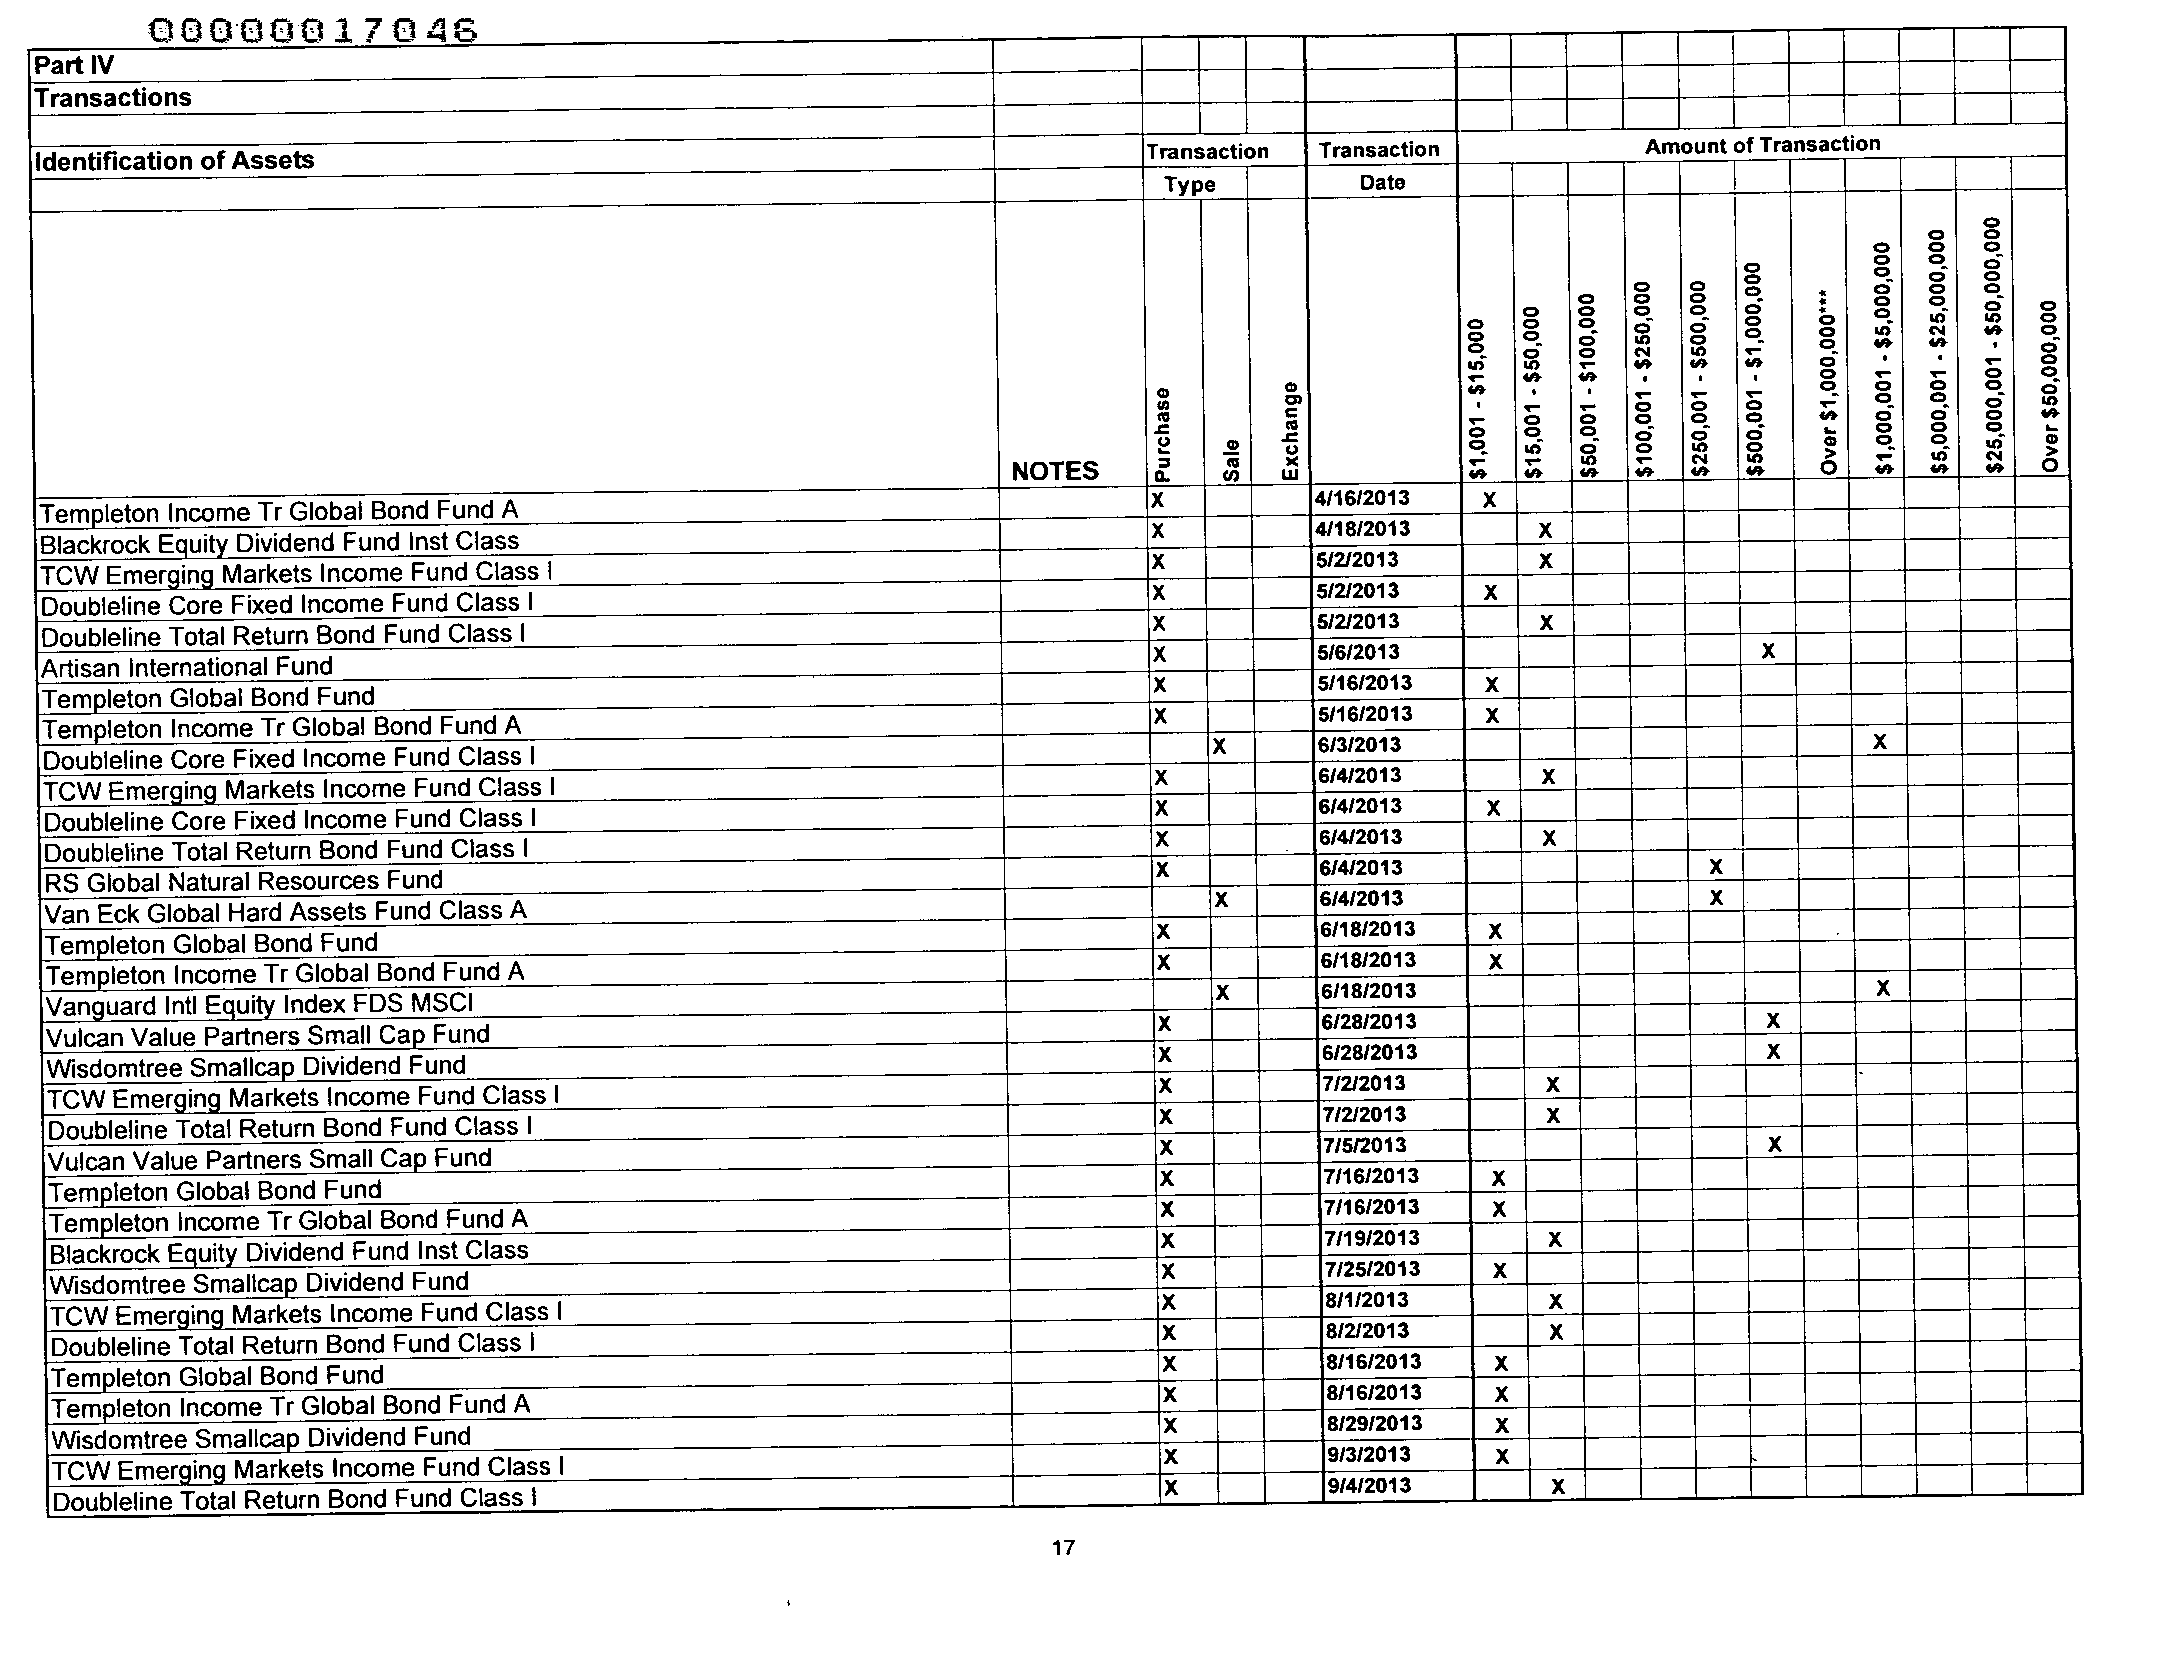 00000017046
Part IV
Transactions
Identification of Assets Transaction Transaction Amount of Transaction
Type Date
NOTES Purchase Sale Exchange $1,001 - $15,000 $15,001 - $50,000 $50,001 - $100,000 $100,001 - $250,000 $250,001 - $500,000 $500,001 - $1,000,000 Over $1,000,000*** $1,000,001 - $5,000,000 $5,000,001 - $25,000,000 $25,000,001 - $50,000,000 Over $50,000,000
Templeton Income Tr Global Bond Fund A X 4/16/2013 X
Blackrock Equity Dividend Fund Inst Class X 4/18/2013 X
TCW Emerging Markets Income Fund Class I X 5/2/2013 X
Doubleline Core Fixed Income Fund Class I X 5/2/2013 X
Doubleline Total Return Bond Fund Class I X 5/2/2013 X
Artisan International Fund X 5/6/2013 X
Templeton Global Bond Fund X 5/16/2013 X
Templeton Income Tr Global Bond Fund A X 5/16/2013 X
Doubleline Core Fixed Income Fund Class I X 6/3/2013 X
TCW Emerging Markets Income Fund Class I X 6/4/2013 X
Doubleline Core Fixed Income Fund Class I X 6/4/2013 X
Doubleline Total Return Bond Fund Class I X 6/4/2013 X
RS Global Natural Resources Fund X 6/4/2013 X
Van Eck Global Hard Assets Fund Class A X 6/4/2013 X
Templeton Global Bond Fund X 6/18/2013 X
Templeton Income Tr Global Bond Fund A X 6/18/2013 X
Vanguard Intl Equity Index FDS MSCI X 6/18/2013 X
Vulcan Value Partners Small Cap Fund X 6/28/2013 X
Wisdomtree Smallcap Dividend Fund X 6/28/2013 X
TCW Emerging Markets Income Fund Class I X 7/2/2013 X
Doubleline Total Return Bond Fund Class I X 7/2/2013 X
Vulcan Value Partners Small Cap Fund X 7/5/2013 X
Templeton Global Bond Fund X 7/16/2013 X
Templeton Income Tr Global Bond Fund A X 7/16/2013 X
Blackrock Equity Dividend Fund Inst Class X 7/19/2013 X
Wisdomtree Smallcap Dividend Fund X 7/25/2013 X
TCW Emerging Markets Income Fund Class I X 8/1/2013 X
Doubleline Total Return Bond Fund Class I X 8/2/2013 X
Templeton Global Bond Fund X 8/16/2013 X
Templeton Income Tr Global Bond Fund A X 8/16/2013 X
Wisdomtree Smallcap Dividend Fund X 8/29/2013 X
TCW Emerging Markets Income Fund Class I X 9/3/2013 X
Doubleline Total Return Bond Fund Class I X 9/4/2013 X
17